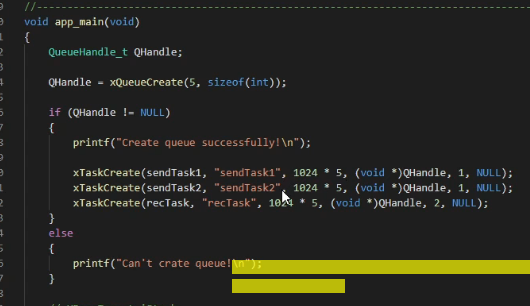 //------------------------------------------------------------------------
void app_main(void)
{
QueueHandle_t QHandle;
QHandle = xQueueCreate(5, sizeof(int));
if (QHandle != NULL)
{
printf("Create queue successfully!\n");
xTaskCreate(sendTask1, "sendTask1", 1024 * 5, (void *)QHandle, 1, NULL);
xTaskCreate(sendTask2, "sendTask2", 1024 * 5, (void *)QHandle, 1, NULL);
xTaskCreate(recTask, "recTask", 1024 * 5, (void *)QHandle, 2, NULL);
}
else
{
printf("Can't crate queue!\n");
}